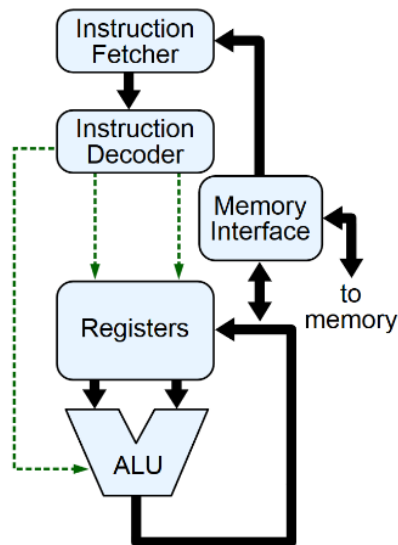 Instruction
Fetcher
Instruction
Decoder
Memory
Interface
to
memory
Registers
ALU